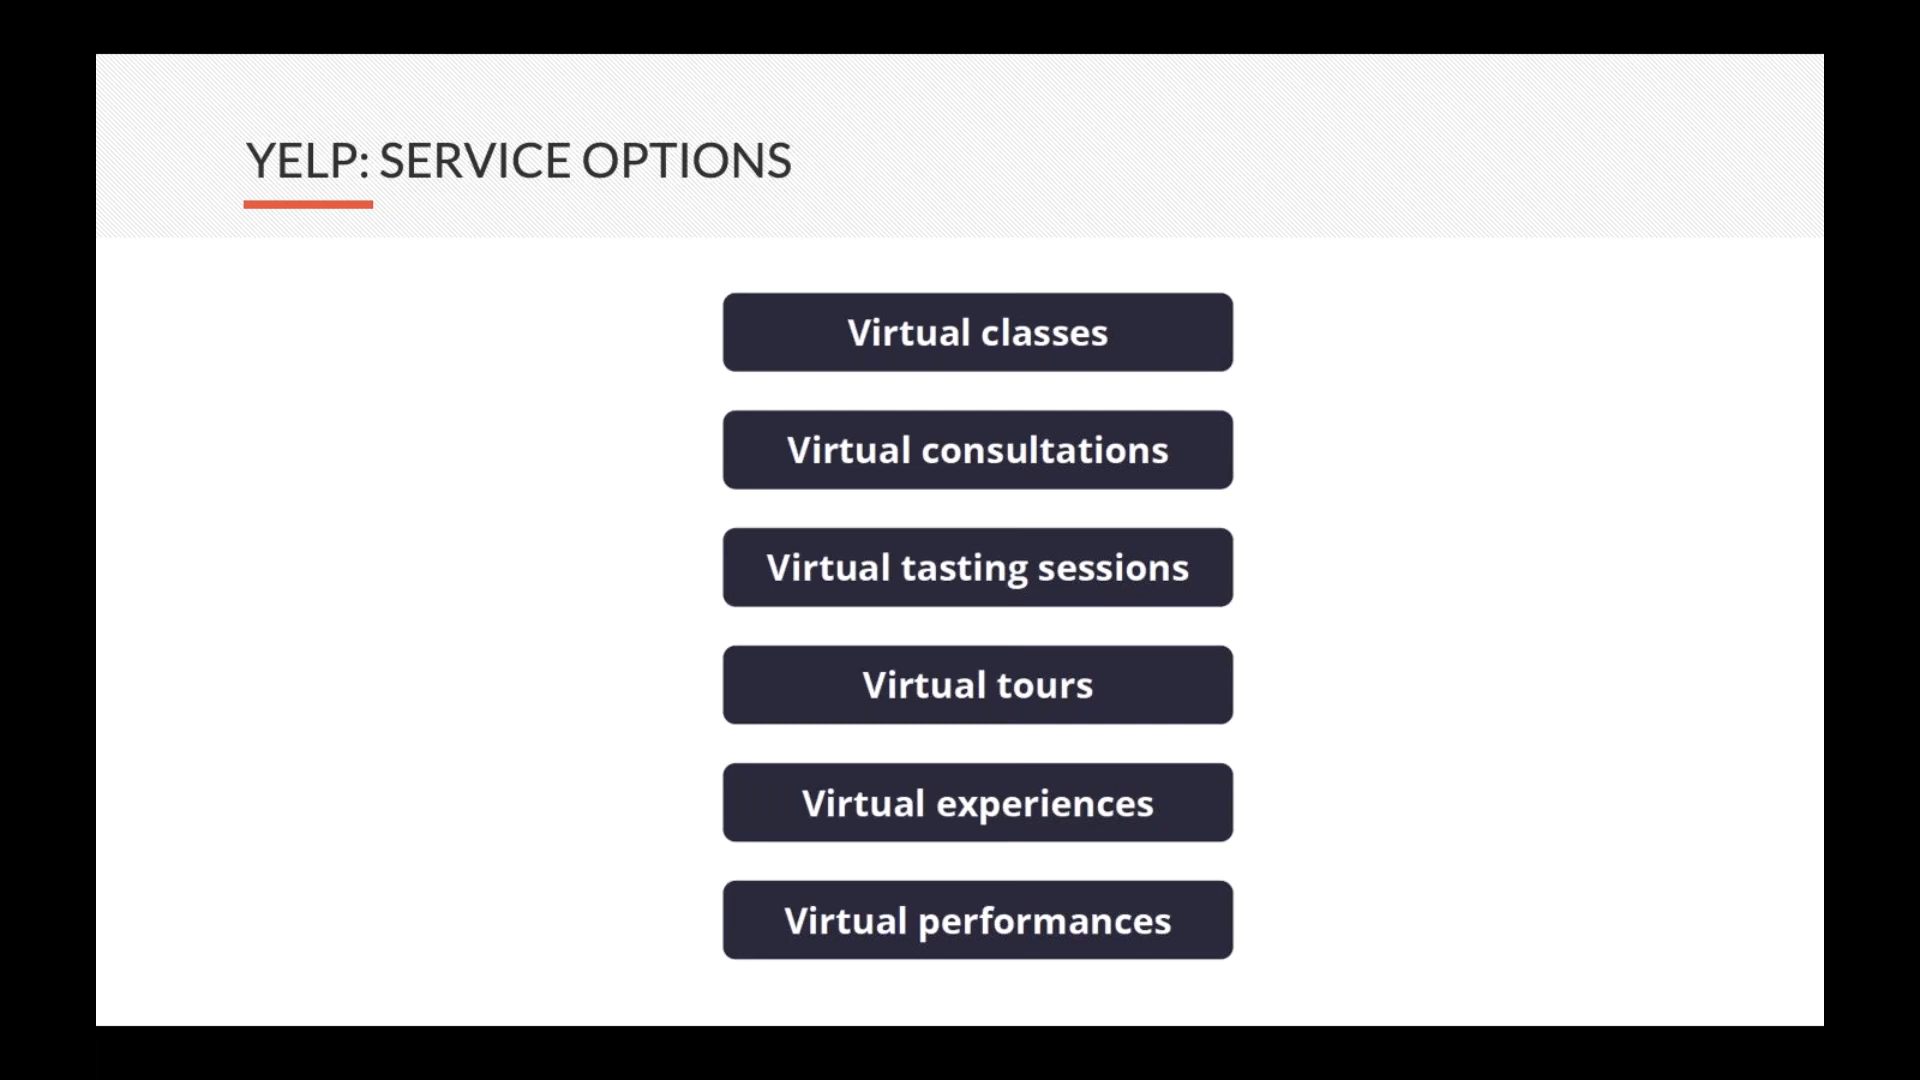 YELP: SERVICE OPTIONS
Virtual classes
Virtual consultations
Virtual tasting sessions
Virtual tours
Virtual experiences
Virtual performances